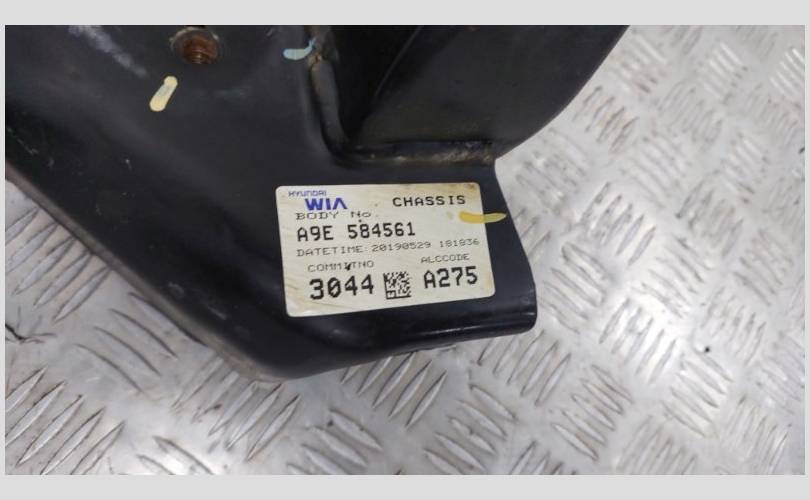 HYUNDAI
WIA CHASSIS
BODY No.
A9E 584561
DATETIME:20190529 181836
COMMITNO ALCCODE
3044 A275